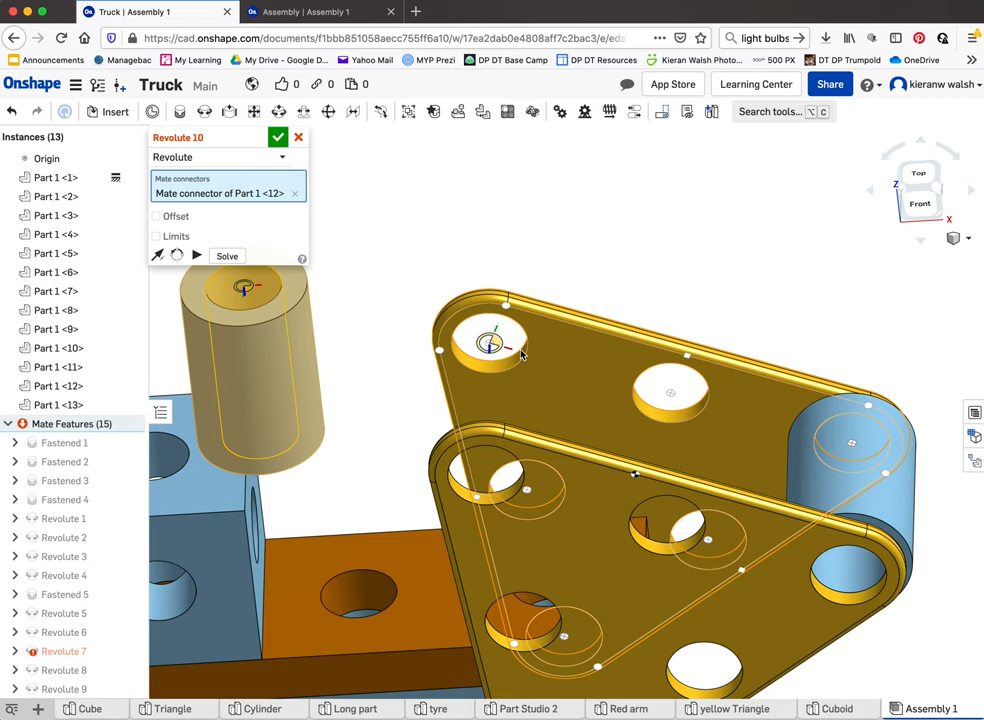 Truck | Assembly 1
Assembly | Assembly 1
https://cad.onshape.com/documents/f1bbb851058aecc755ff6a10/w/17ea2dab0e4808aff7c2bac3/e/eda
light bulbs
Announcements
Managebac
My Learning
My Drive - Google D...
Yahoo Mail
MYP Prezi
DP DT Base Camp
DP DT Resources
Kieran Walsh Photo...
500 PX
DT DP Trumpold
OneDrive
Onshape
Truck
Main
0
0
0
App Store
Learning Center
Share
kieranw walsh
Insert
Search tools...
C
Instances (13)
Origin
Part 1 <1>
Part 1 <2>
Part 1 <3>
Part 1 <4>
Part 1 <5>
Part 1 <6>
Part 1 <7>
Part 1 <8>
Part 1 <9>
Part 1 <10>
Part 1 <11>
Part 1 <12>
Part 1 <13>
Mate Features (15)
Fastened 1
Fastened 2
Fastened 3
Fastened 4
Revolute 1
Revolute 2
Revolute 3
Revolute 4
Fastened 5
Revolute 5
Revolute 6
Revolute 7
Revolute 8
Revolute 9
Revolute 10
Revolute
Mate connectors
Mate connector of Part 1 <12>
Offset
Limits
Solve
Top
Front
Z
X
Cube
Triangle
Cylinder
Long part
tyre
Part Studio 2
Red arm
yellow Triangle
Cuboid
Assembly 1